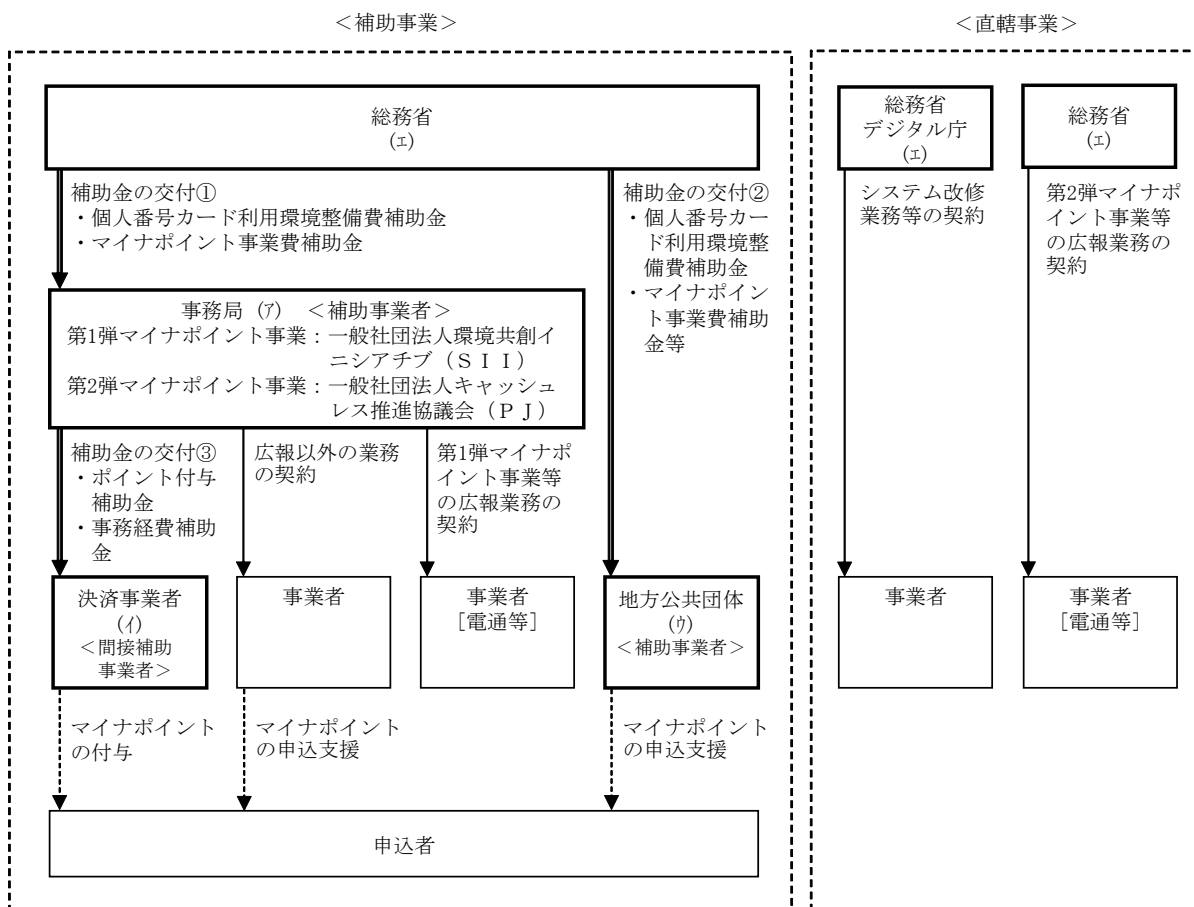 ＜補助事業＞
＜直轄事業＞
総務省
(ｴ)
補助金の交付①
・個人番号カード利用環境整備費補助金
・マイナポイント事業費補助金
補助金の交付②
・個人番号カー
ド利用環境整
備費補助金
・マイナポイン
ト事業費補助
金等
事務局 (ｱ)　＜補助事業者＞
第1弾マイナポイント事業：一般社団法人環境共創イ
ニシアチブ（ＳＩＩ）
第2弾マイナポイント事業：一般社団法人キャッシュ
レス推進協議会（ＰＪ）
補助金の交付③
・ポイント付与
補助金
・事務経費補助
金
広報以外の業務
の契約
第1弾マイナポ
イント事業等
の広報業務の
契約
決済事業者
(ｲ)
＜間接補助
事業者＞
事業者
事業者
［電通等］
地方公共団体
(ｳ)
＜補助事業者＞
マイナポイント
の付与
マイナポイント
の申込支援
マイナポイント
の申込支援
申込者
総務省
デジタル庁
(ｴ)
システム改修
業務等の契約
事業者
総務省
(ｴ)
第2弾マイナポ
イント事業等
の広報業務の
契約
事業者
［電通等］